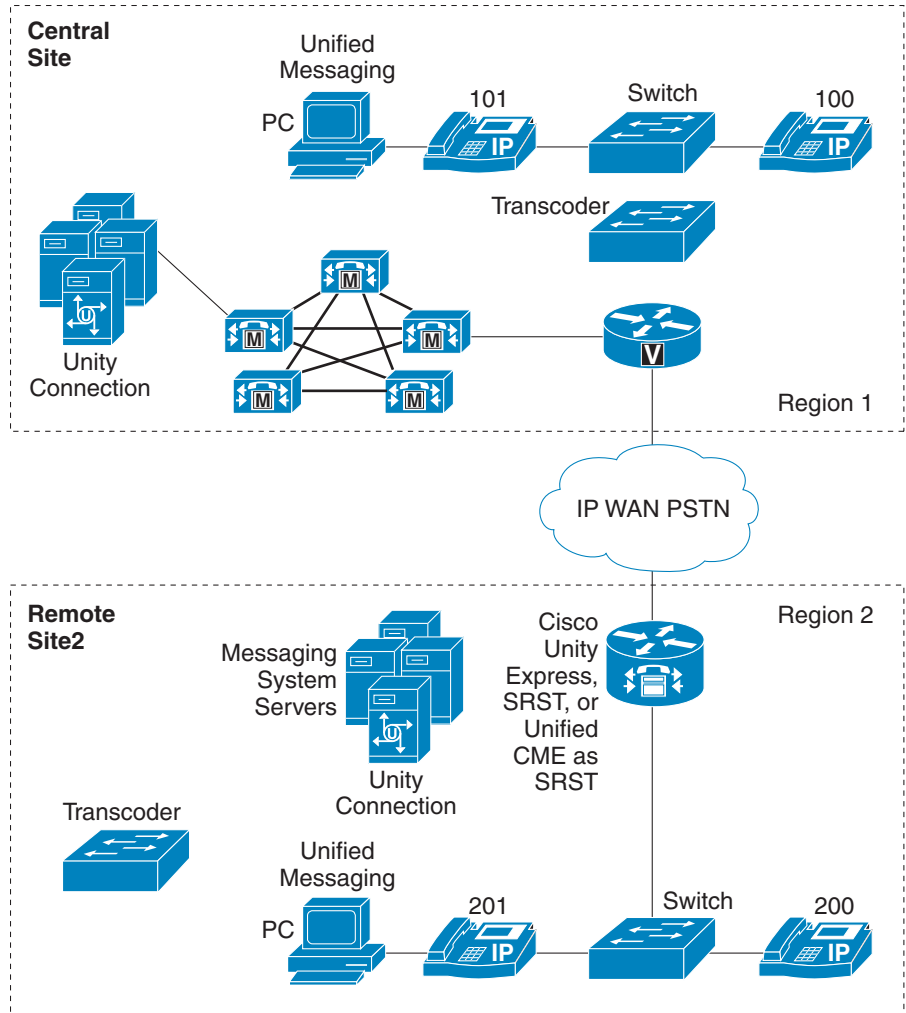 Central
Site
Unified
Messaging
PC
101
IP
Switch
100
IP
Transcoder
U
Unity
Connection
M
M
M
M
M
V
Region 1
IP WAN PSTN
Remote
Site2
Region 2
Messaging
System
Servers
U
Unity
Connection
Cisco
Unity
Express,
SRST, or
Unified
CME as
SRST
Transcoder
Unified
Messaging
PC
201
IP
Switch
200
IP